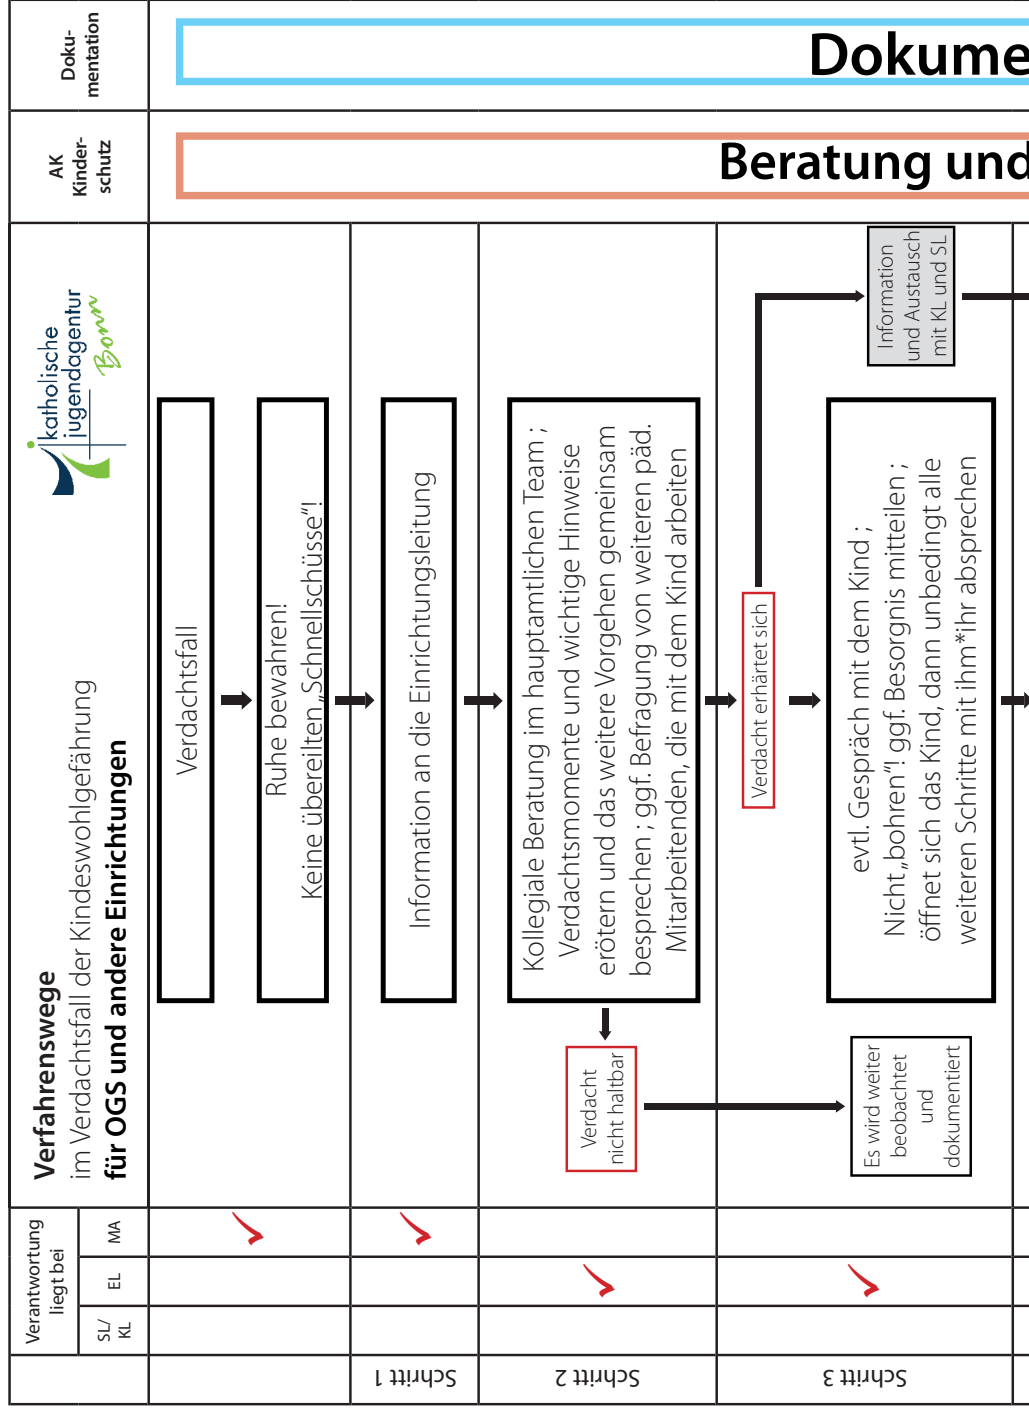 Verantwortung
liegt bei
SL/
KL
EL
MA
Verfahrenswege
im Verdachtsfall der Kindeswohlgefährung
für OGS und andere Einrichtungen
katholische
jugendagentur
Bonn
AK
Kinder-
schutz
Doku-
mentation
Verdachtsfall
Ruhe bewahren!
Keine übereilten „Schnellschüsse“!
Beratung und
Dokume
Schritt 1
Information an die Einrichtungsleitung
Schritt 2
Kollegiale Beratung im hauptamtlichen Team ;
Verdachtsmomente und wichtige Hinweise
erötern und das weitere Vorgehen gemeinsam
besprechen ; ggf. Befragung von weiteren päd.
Mitarbeitenden, die mit dem Kind arbeiten
Verdacht
nicht haltbar
Schritt 3
Verdacht erhärtet sich
Es wird weiter
beobachtet
und
dokumentiert
evtl. Gespräch mit dem Kind ;
Nicht „bohren“! ggf. Besorgnis mitteilen ;
öffnet sich das Kind, dann unbedingt alle
weiteren Schritte mit ihm*ihr absprechen
Information
und Austausch
mit KL und SL